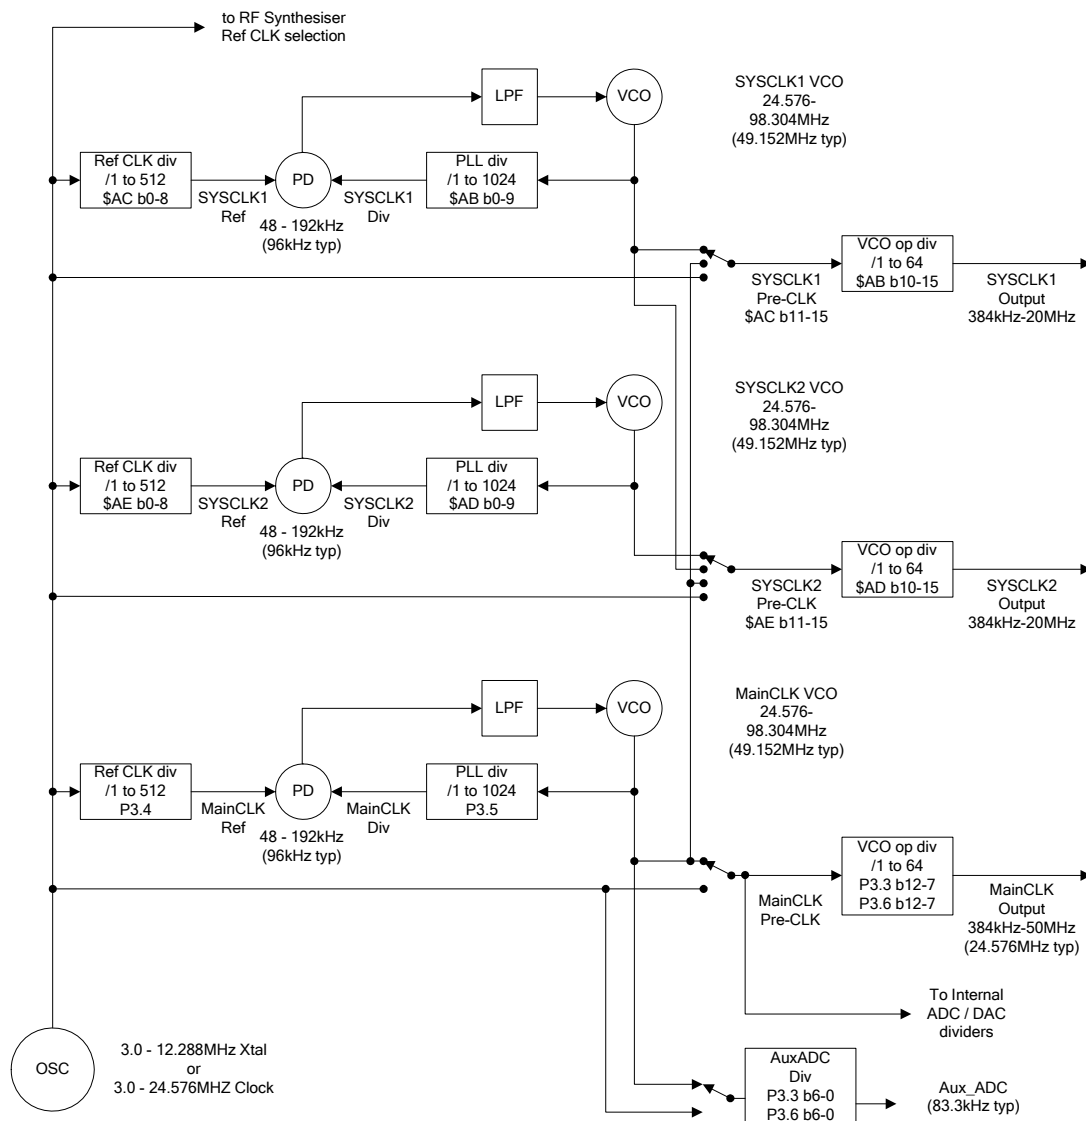 to RF Synthesiser
Ref CLK selection
LPF
VCO
SYSCLK1 VCO
24.576-
98.304MHz
(49.152MHz typ)
Ref CLK div
/1 to 512
$AC b0-8
SYSCLK1
Ref
PD
48 - 192kHz
(96kHz typ)
SYSCLK1
Div
PLL div
/1 to 1024
$AB b0-9
SYSCLK1
Pre-CLK
$AC b11-15
VCO op div
/1 to 64
$AB b10-15
SYSCLK1
Output
384kHz-20MHz
LPF
VCO
SYSCLK2 VCO
24.576-
98.304MHz
(49.152MHz typ)
Ref CLK div
/1 to 512
$AE b0-8
SYSCLK2
Ref
PD
48 - 192kHz
(96kHz typ)
SYSCLK2
Div
PLL div
/1 to 1024
$AD b0-9
SYSCLK2
Pre-CLK
$AE b11-15
VCO op div
/1 to 64
$AD b10-15
SYSCLK2
Output
384kHz-20MHz
LPF
VCO
MainCLK VCO
24.576-
98.304MHz
(49.152MHz typ)
Ref CLK div
/1 to 512
P3.4
MainCLK
Ref
PD
48 - 192kHz
(96kHz typ)
MainCLK
Div
PLL div
/1 to 1024
P3.5
MainCLK
Pre-CLK
VCO op div
/1 to 64
P3.3 b12-7
P3.6 b12-7
MainCLK
Output
384kHz-50MHz
(24.576MHz typ)
To Internal
ADC / DAC
dividers
OSC
3.0 - 12.288MHz Xtal
or
3.0 - 24.576MHZ Clock
AuxADC
Div
P3.3 b6-0
P3.6 b6-0
Aux_ADC
(83.3kHz typ)